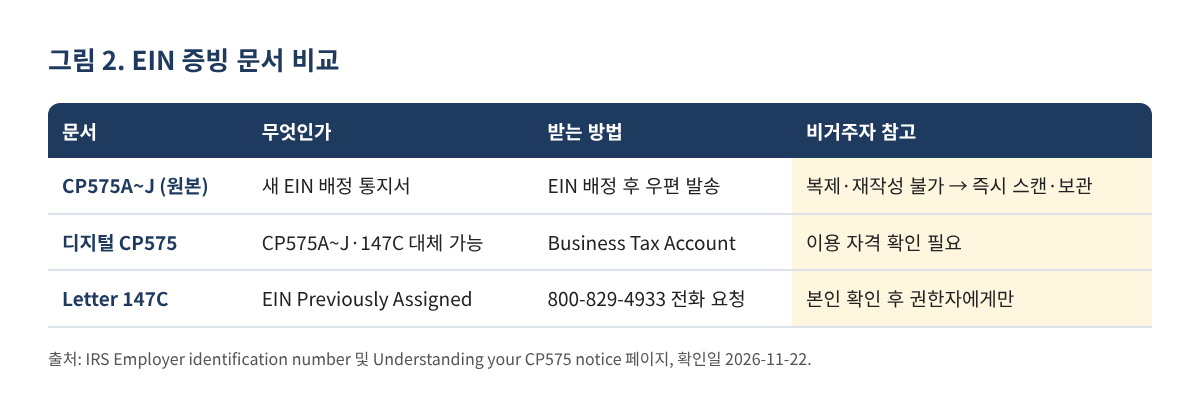 그림 2. EIN 증빙 문서 비교
문서 무엇인가 받는 방법 비거주자 참고
CP575A~J (원본) 새 EIN 배정 통지서 EIN 배정 후 우편 발송 복제·재작성 불가 → 즉시 스캔·보관
디지털 CP575 CP575A~J·147C 대체 가능 Business Tax Account 이용 자격 확인 필요
Letter 147C EIN Previously Assigned 800-829-4933 전화 요청 본인 확인 후 권한자에게만
출처: IRS Employer identification number 및 Understanding your CP575 notice 페이지, 확인일 2026-11-22.